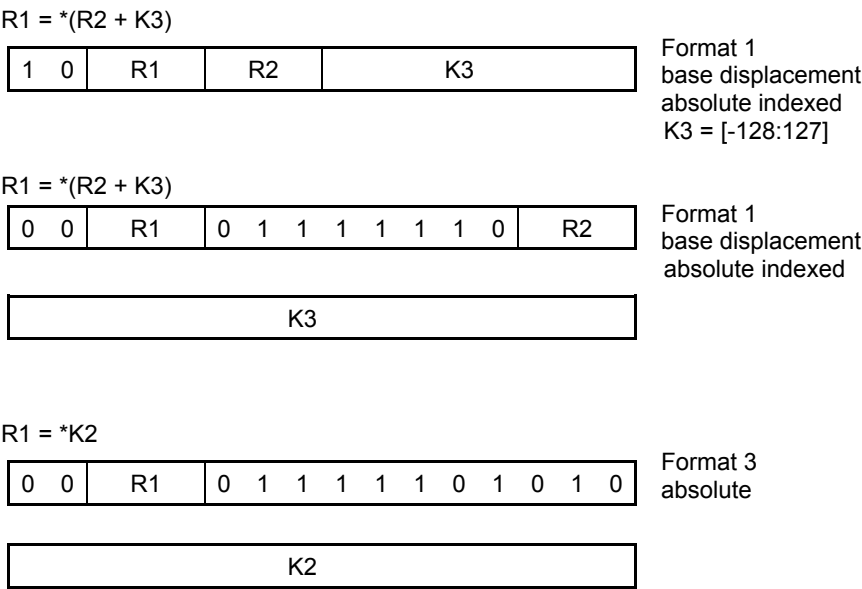 R1 = *(R2 + K3)
1 0 R1 R2 K3
Format 1
base displacement
absolute indexed
K3 = [-128:127]
R1 = *(R2 + K3)
0 0 R1 0 1 1 1 1 1 1 0 R2
Format 1
base displacement
absolute indexed
K3
R1 = *K2
0 0 R1 0 1 1 1 1 1 0 1 0 1 0
Format 3
absolute
K2